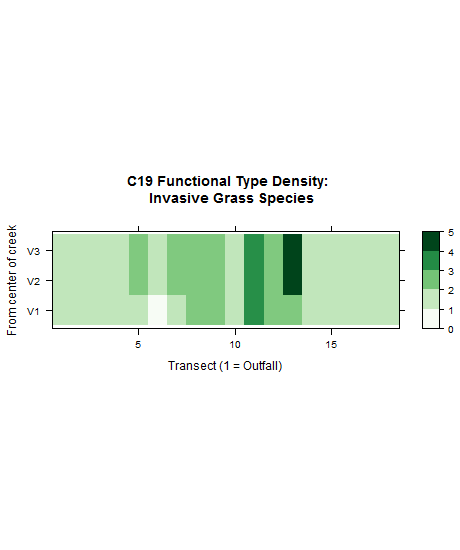 C19 Functional Type Density:
Invasive Grass Species
From center of creek
V3
V2
V1
5
10
15
Transect (1 = Outfall)
5
4
3
2
1
0